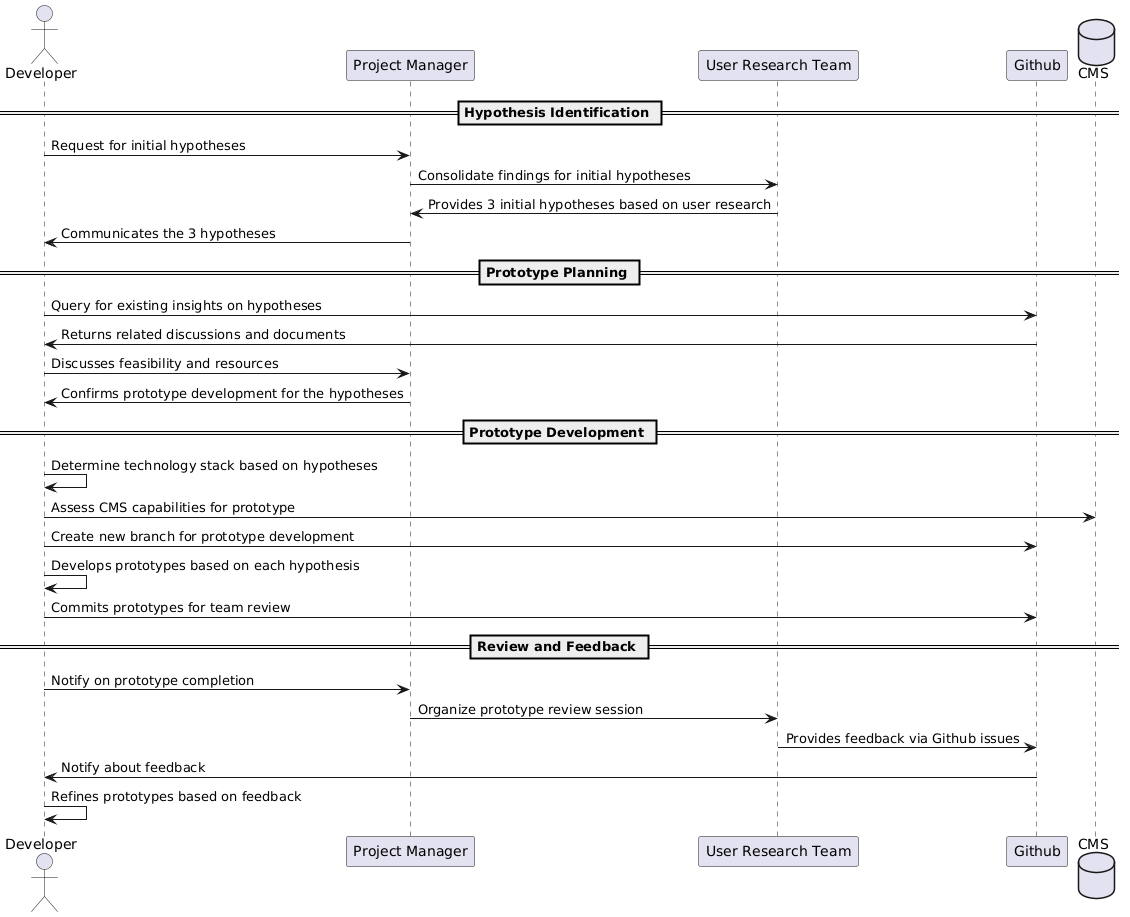 Developer
Project Manager
User Research Team
Github
CMS
Hypothesis Identification
Request for initial hypotheses
Consolidate findings for initial hypotheses
Provides 3 initial hypotheses based on user research
Communicates the 3 hypotheses
Prototype Planning
Query for existing insights on hypotheses
Returns related discussions and documents
Discusses feasibility and resources
Confirms prototype development for the hypotheses
Prototype Development
Determine technology stack based on hypotheses
Assess CMS capabilities for prototype
Create new branch for prototype development
Develops prototypes based on each hypothesis
Commits prototypes for team review
Review and Feedback
Notify on prototype completion
Organize prototype review session
Provides feedback via Github issues
Notify about feedback
Refines prototypes based on feedback
Developer
Project Manager
User Research Team
Github
CMS